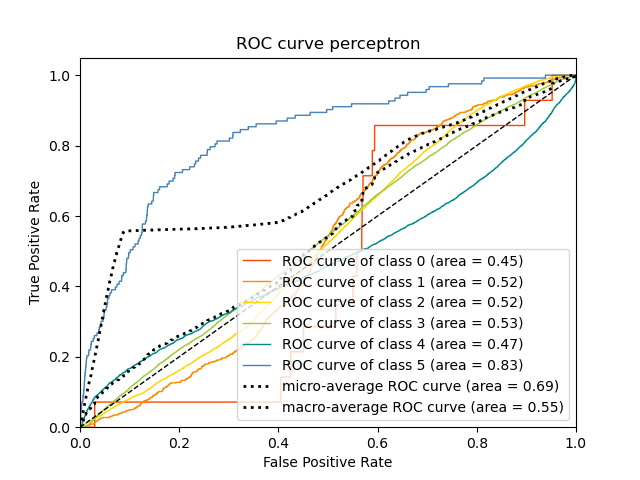 ROC curve perceptron
1.0
0.8
0.6
0.4
0.2
0.0
True Positive Rate
ROC curve of class 0 (area = 0.45)
ROC curve of class 1 (area = 0.52)
ROC curve of class 2 (area = 0.52)
ROC curve of class 3 (area = 0.53)
ROC curve of class 4 (area = 0.47)
ROC curve of class 5 (area = 0.83)
micro-average ROC curve (area = 0.69)
macro-average ROC curve (area = 0.55)
0.0 0.2 0.4 0.6 0.8 1.0
False Positive Rate